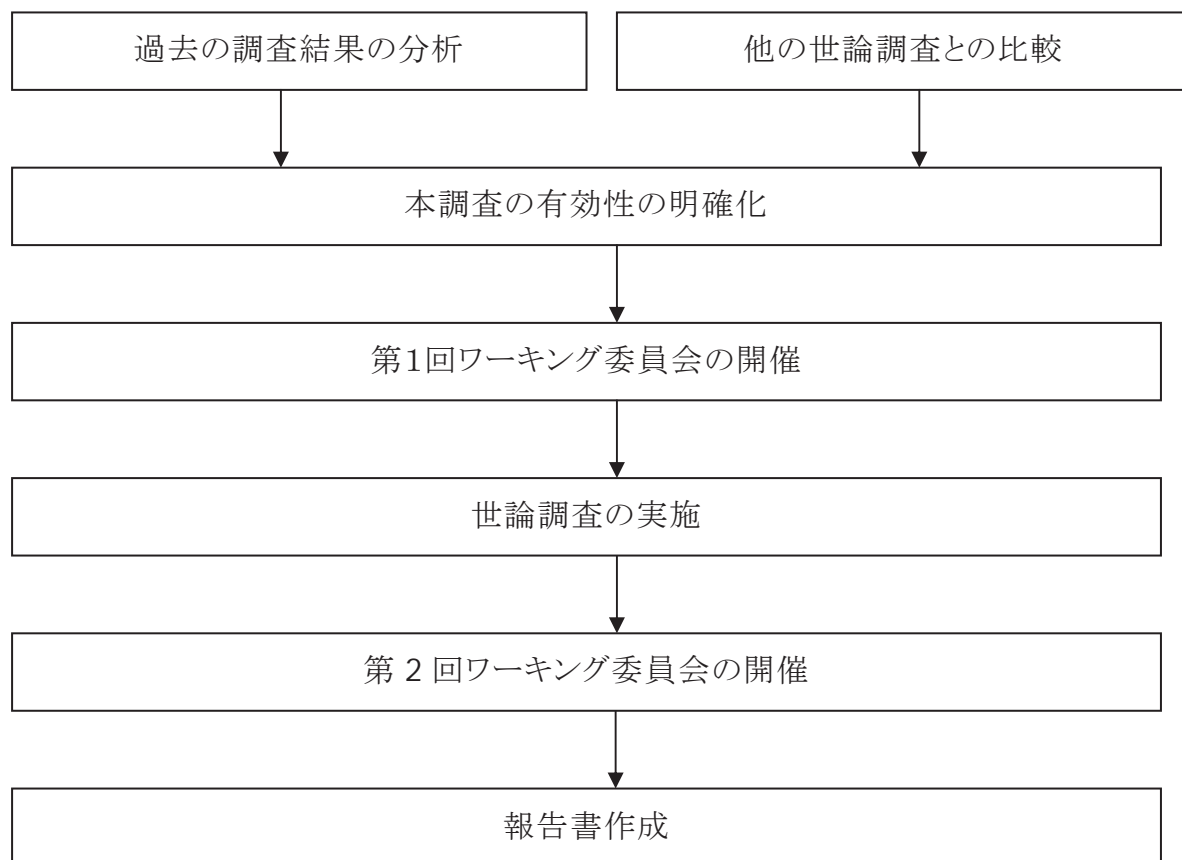 過去の調査結果の分析
他の世論調査との比較
本調査の有効性の明確化
第1回ワーキング委員会の開催
世論調査の実施
第 2 回ワーキング委員会の開催
報告書作成